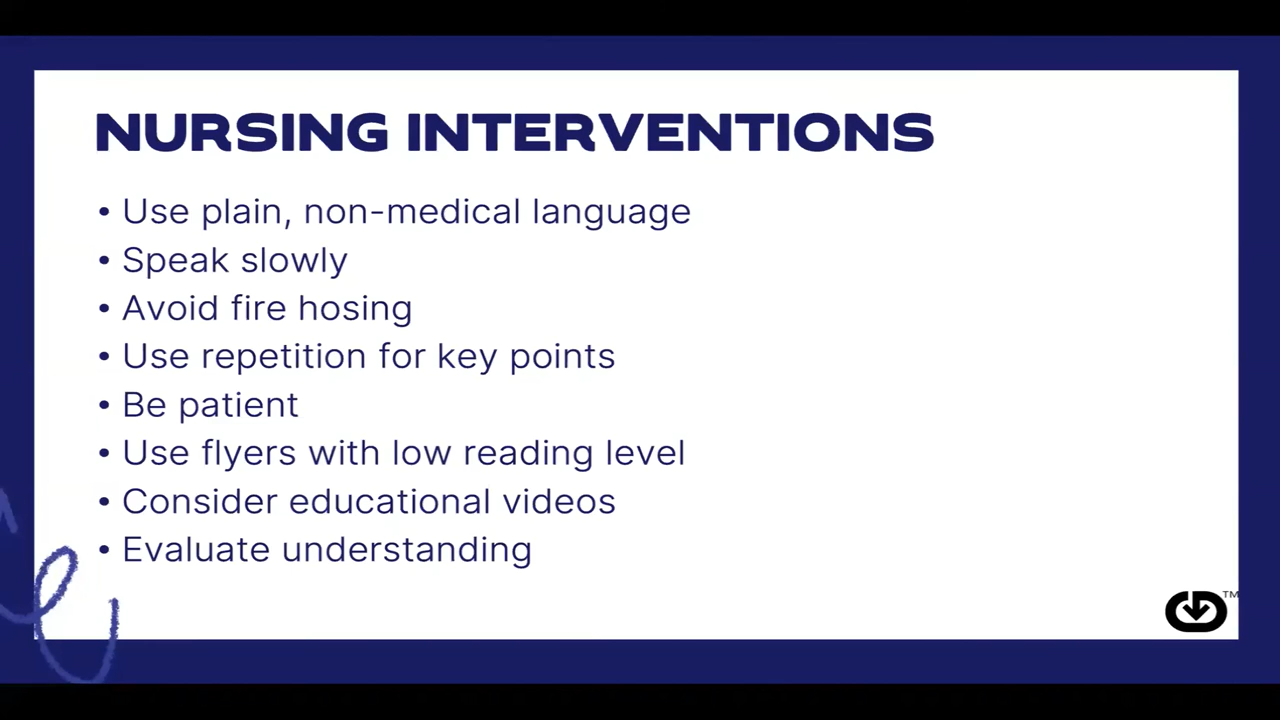 NURSING INTERVENTIONS
• Use plain, non-medical language
• Speak slowly
• Avoid fire hosing
• Use repetition for key points
• Be patient
• Use flyers with low reading level
• Consider educational videos
• Evaluate understanding
TM